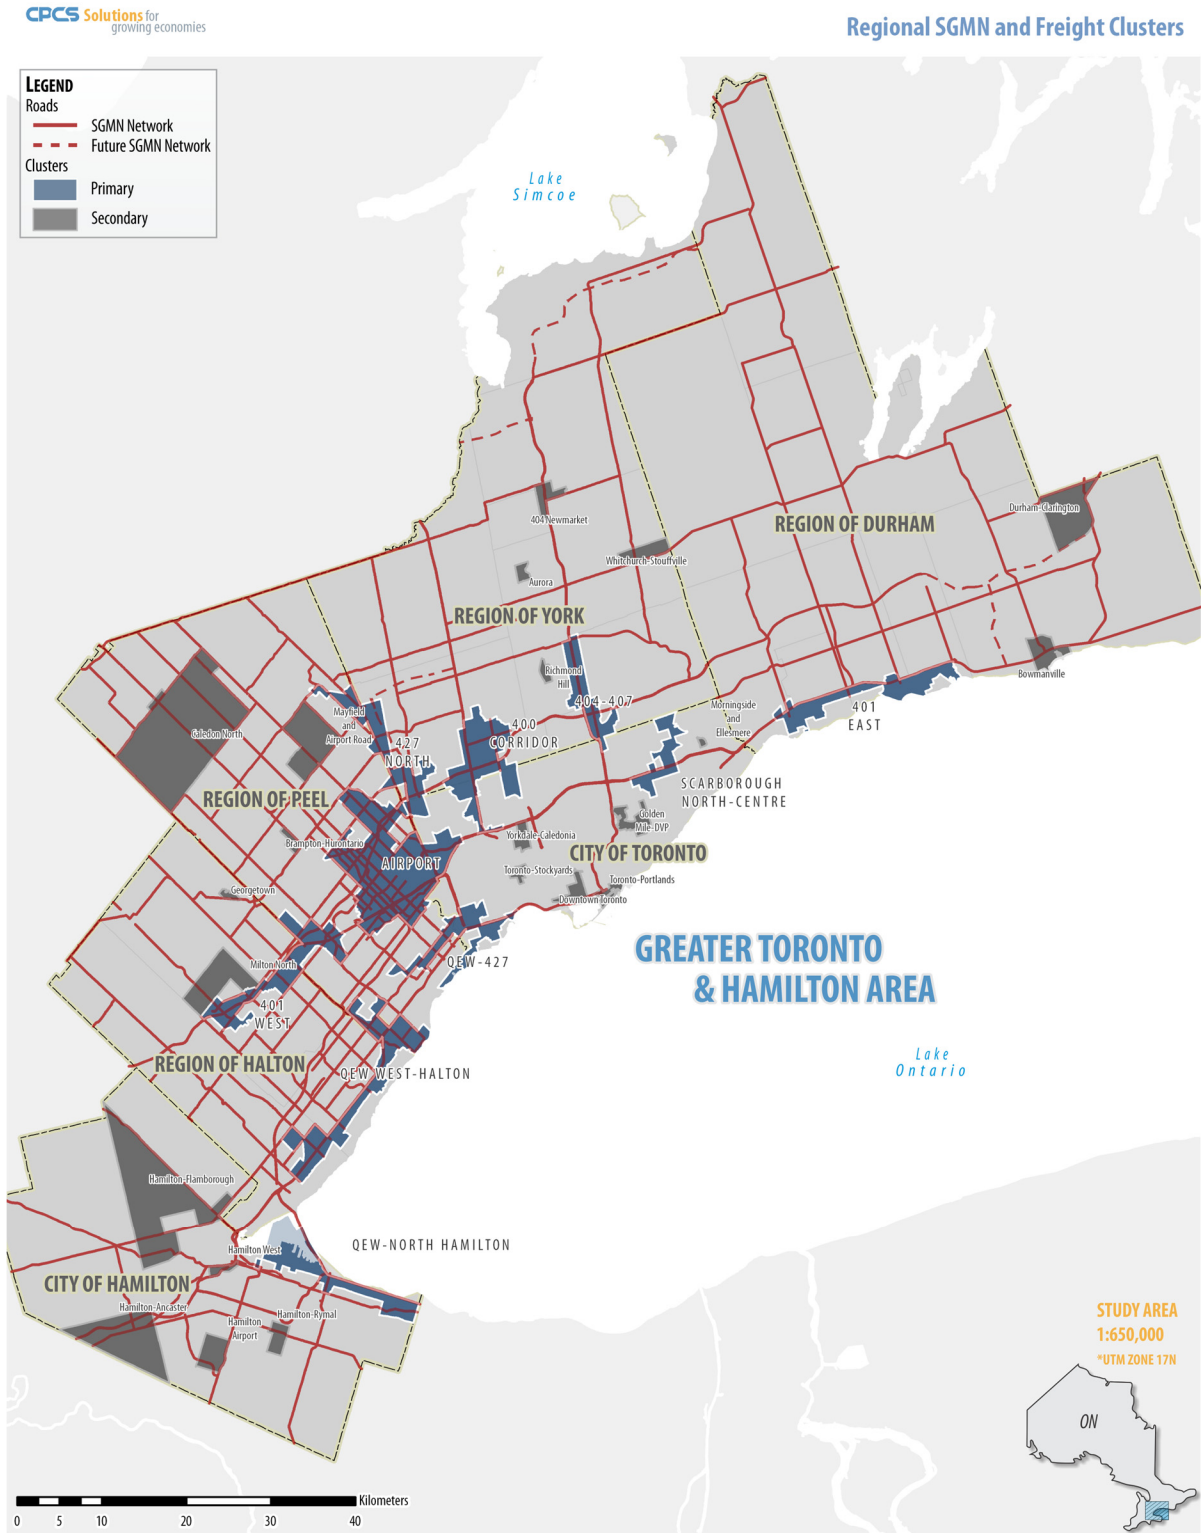 CPCS Solutions for
growing economies
Regional SGMN and Freight Clusters
LEGEND
Roads
SGMN Network
Future SGMN Network
Clusters
Primary
Secondary
Lake
Simcoe
Durham-Clarington
404 Newmarket
REGION OF DURHAM
Whitchurch-Stouffville
Aurora
REGION OF YORK
Richmond
Hill
Bowmanville
404-407
Mayfield
and
Airport Road
Morningside
and
Ellesmere
401
EAST
400
CORRIDOR
Caledon North
427
NORTH
SCARBOROUGH
NORTH-CENTRE
REGION OF PEEL
Golden
Mile-DVP
Yorkdale-Caledonia
Brampton-Hurontario
CITY OF TORONTO
AIRPORT
Toronto-Stockyards
Toronto-Portlands
Georgetown
Downtown Toronto
GREATER TORONTO
& HAMILTON AREA
Milton North
QEW-427
401
WEST
REGION OF HALTON
QEW WEST-HALTON
Lake
Ontario
Hamilton-Flamborough
QEW-NORTH HAMILTON
Hamilton West
CITY OF HAMILTON
Hamilton-Ancaster
Hamilton-Rymal
Hamilton
Airport
STUDY AREA
1:650,000
*UTM ZONE 17N
ON
Kilometers
0 5 10 20 30 40